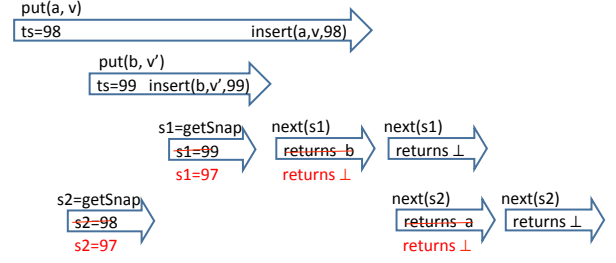 put(a, v)
ts=98 insert(a,v,98)
put(b, v’)
ts=99 insert(b,v’,99)
s1=getSnap next(s1) next(s1)
s1=99 returns b returns ⊥
s1=97 returns ⊥
s2=getSnap next(s2) next(s2)
s2=98 returns a returns ⊥
s2=97 returns ⊥